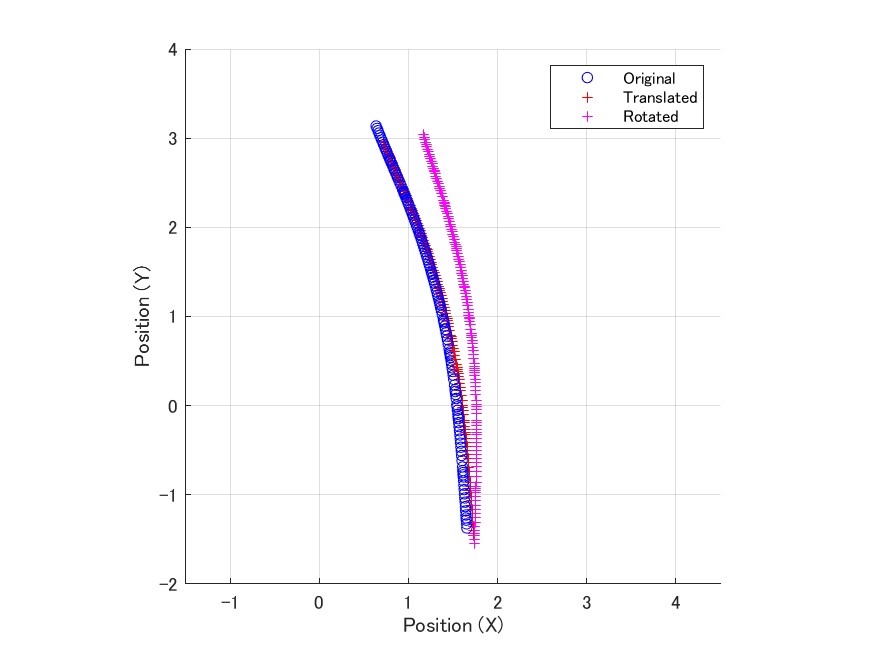 4
3
2
1
0
−1
−2
−1
0
1
2
3
4
Position (X)
Position (Y)
Original
Translated
Rotated